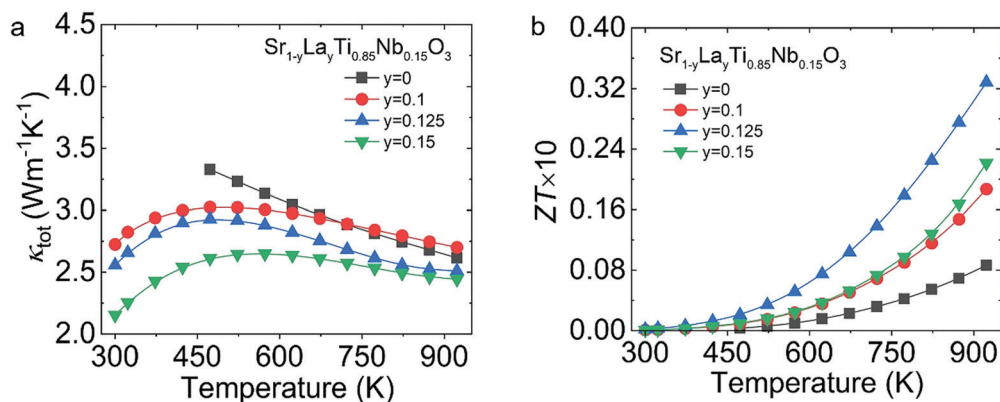 a
Sr1-yLayTi0.85Nb0.15O3
y=0
y=0.1
y=0.125
y=0.15
4.5
4.0
3.5
3.0
2.5
2.0
κtot (Wm⁻¹K⁻¹)
300 450 600 750 900
Temperature (K)
b
Sr1-yLayTi0.85Nb0.15O3
y=0
y=0.1
y=0.125
y=0.15
0.40
0.32
0.24
0.16
0.08
0.00
ZT×10
300 450 600 750 900
Temperature (K)